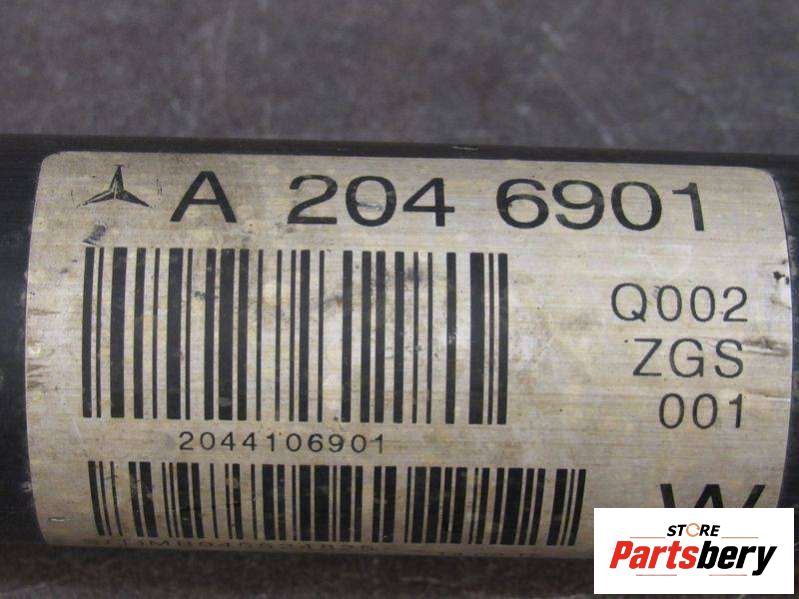 A 204 6901
Q002
ZGS
001
2044106901
W
STORE
Partsbery